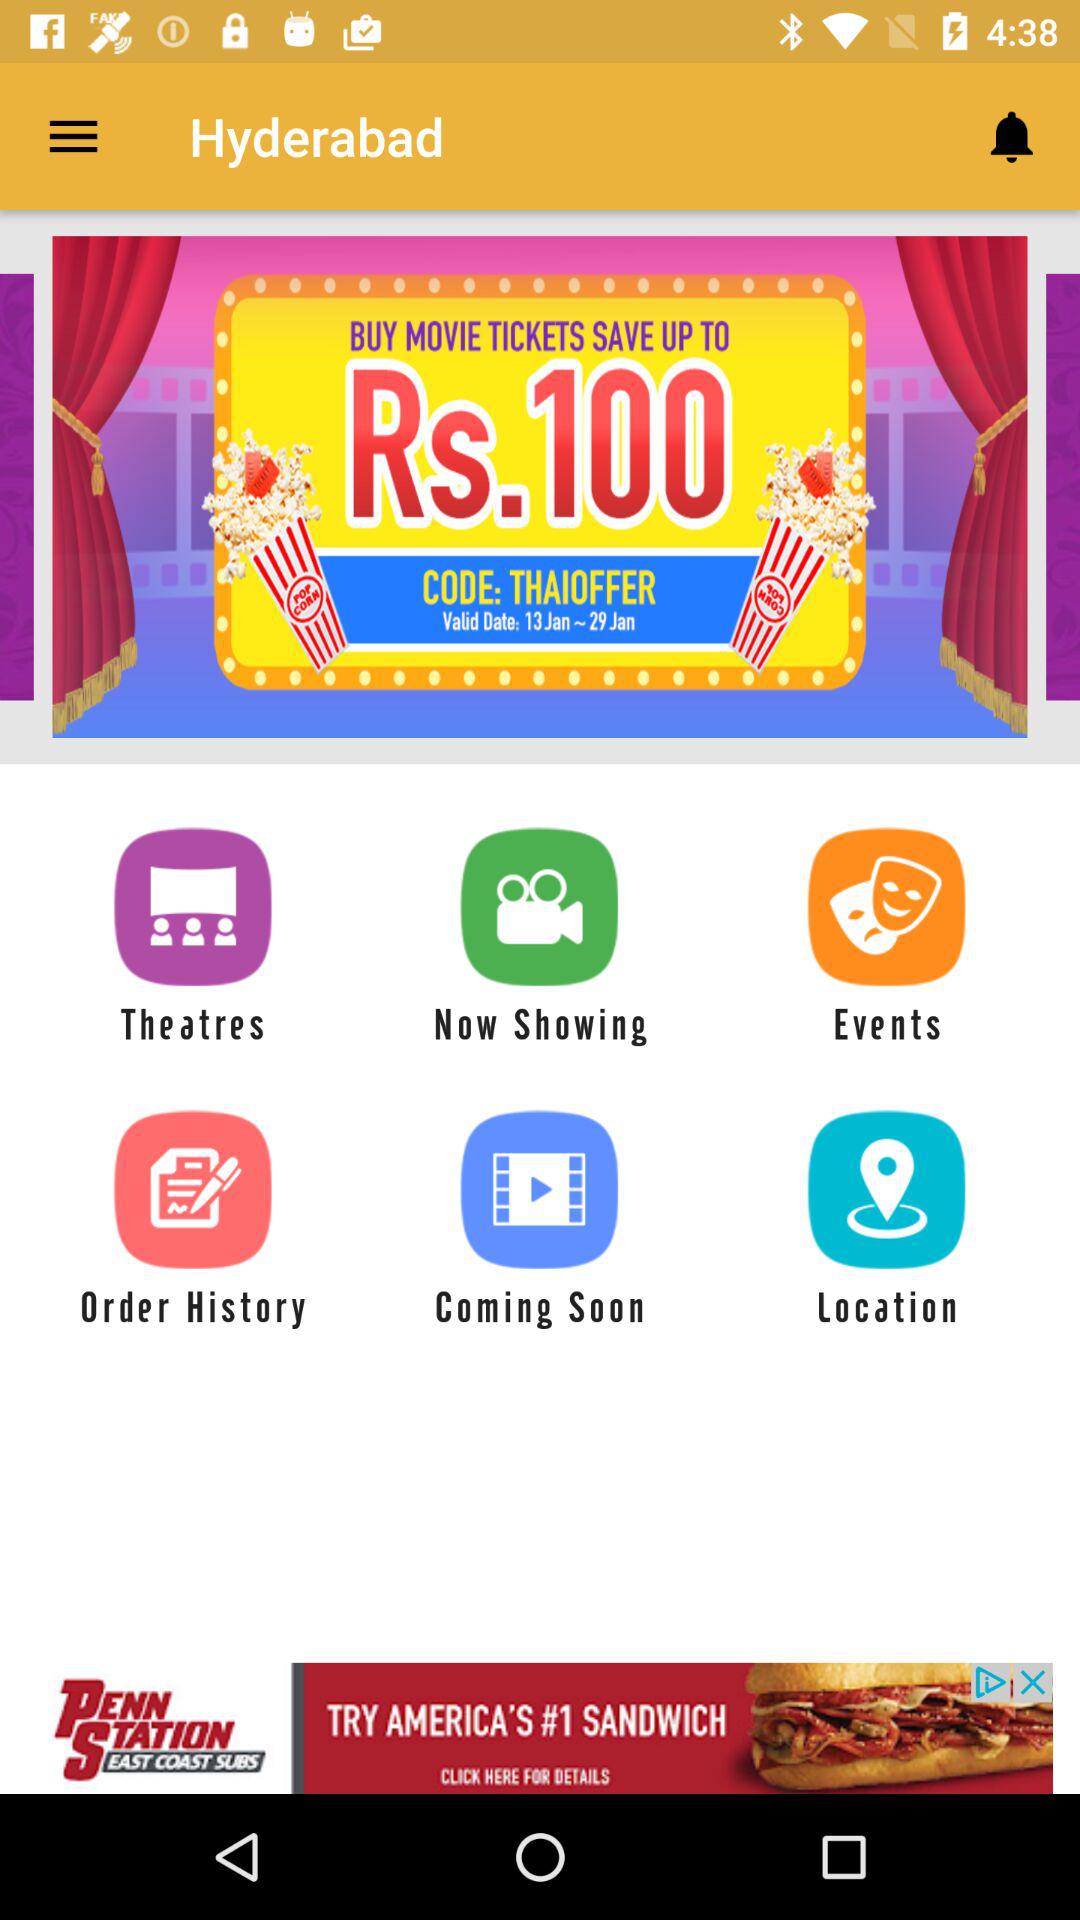 FAKE
4:38
Hyderabad
BUY MOVIE TICKETS SAVE UP TO
Rs.100
CODE: THAIOFFER
Valid Date: 13 Jan ~ 29 Jan
POP CORN
POP CORN
Theatres
Now Showing
Events
Order History
Coming Soon
Location
PENN STATION
EAST COAST SUBS
TRY AMERICA'S #1 SANDWICH
CLICK HERE FOR DETAILS